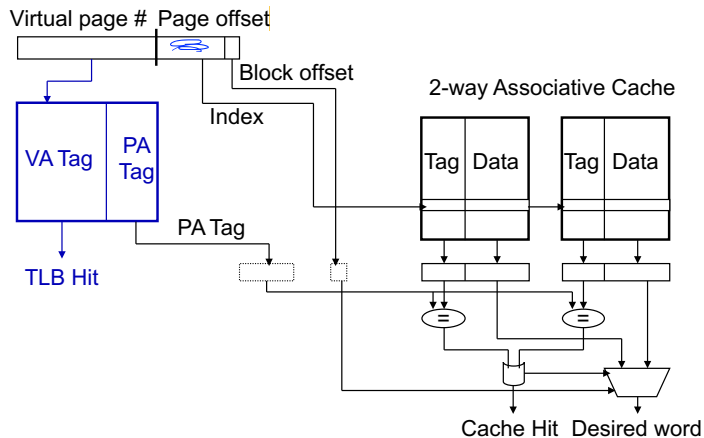 Virtual page # Page offset
Block offset
2-way Associative Cache
Index
VA Tag
PA Tag
Tag Data
Tag Data
PA Tag
TLB Hit
=
=
Cache Hit
Desired word